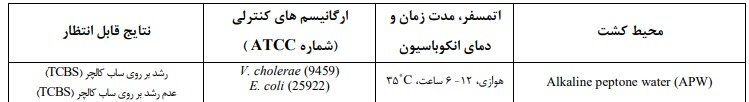 محیط کشت
اتمسفر، مدت زمان و
دمای انکوباسیون
ارگانیسم های کنترلی
(شماره ATCC )
نتایج قابل انتظار
Alkaline peptone water (APW)
هوازی، ۱۲- ۶ ساعت، ۳۵˚C
V. cholerae (9459)
E. coli (25922)
رشد بر روی ساب کالچر (TCBS)
عدم رشد بر روی ساب کالچر (TCBS)